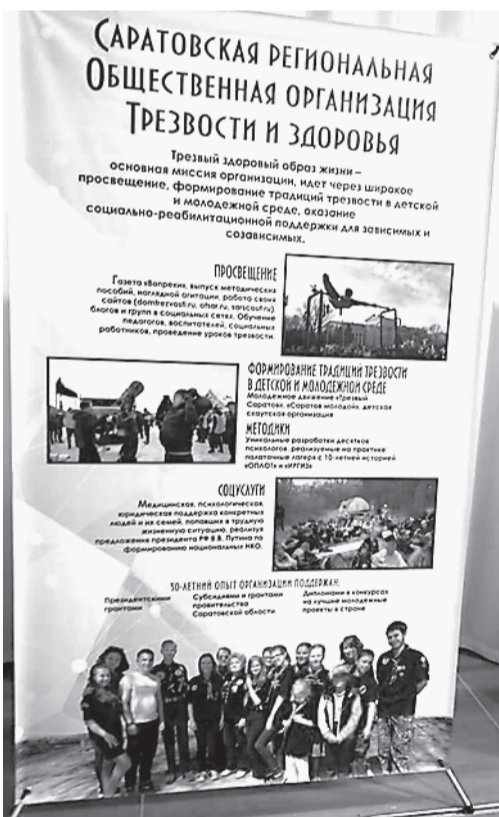 САРАТОВСКАЯ РЕГИОНАЛЬНАЯ
ОБЩЕСТВЕННАЯ ОРГАНИЗАЦИЯ
ТРЕЗВОСТИ И ЗДОРОВЬЯ
Трезвый здоровый образ жизни –
основная миссия организации, идет через широкое
просвещение, формирование традиций трезвости в детской
и молодежной среде, оказание
социально-реабилитационной поддержки для зависимых и
созависимых.
ПРОСВЕЩЕНИЕ
Газета «Вопреки», выпуск методических
пособий, наглядной агитации, работа своих
сайтов (domtrezvosti.ru, ofsar.ru, sarscout.ru),
блогов и групп в социальных сетях. Обучение
педагогов, воспитателей, социальных
работников, проведение уроков трезвости.
ФОРМИРОВАНИЕ ТРАДИЦИЙ ТРЕЗВОСТИ
В ДЕТСКОЙ И МОЛОДЕЖНОЙ СРЕДЕ
Молодежное движение «Трезвый
Саратов», «Саратов молодой», детская
скаутская организация
МЕТОДИКИ
Уникальные разработки десятков
психологов, реализуемые на практике
палаточные лагеря с 10-летней историей
«ОПЛОТ» и «ИРГИЗ»
СОЦУСЛУГИ
Медицинская, психологическая,
юридическая поддержка конкретных
людей и их семей, попавших в трудную
жизненную ситуацию, реализуя
предложения президента РФ В.В. Путина по
формированию национальных НКО.
30-ЛЕТНИЙ ОПЫТ ОРГАНИЗАЦИИ ПОДДЕРЖАН:
Президентскими
грантами
Субсидиями и грантами
правительства
Саратовской области
Дипломами в конкурсах
на лучшие молодежные
проекты в стране